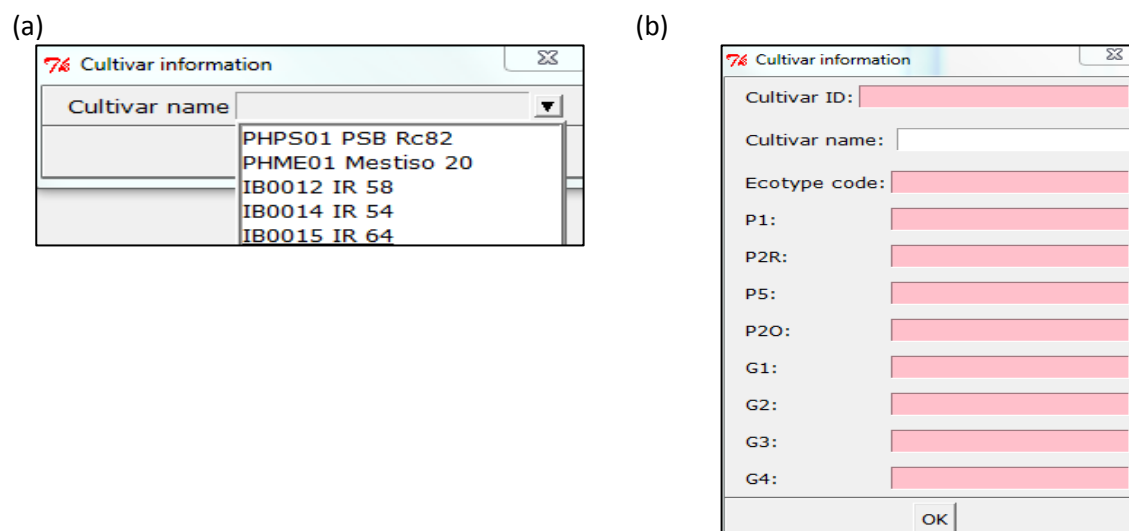 (a)
Cultivar information
Cultivar name
PHPS01 PSB Rc82
PHME01 Mestiso 20
IB0012 IR 58
IB0014 IR 54
IB0015 IR 64
(b)
Cultivar information
Cultivar ID:
Cultivar name:
Ecotype code:
P1:
P2R:
P5:
P2O:
G1:
G2:
G3:
G4:
OK